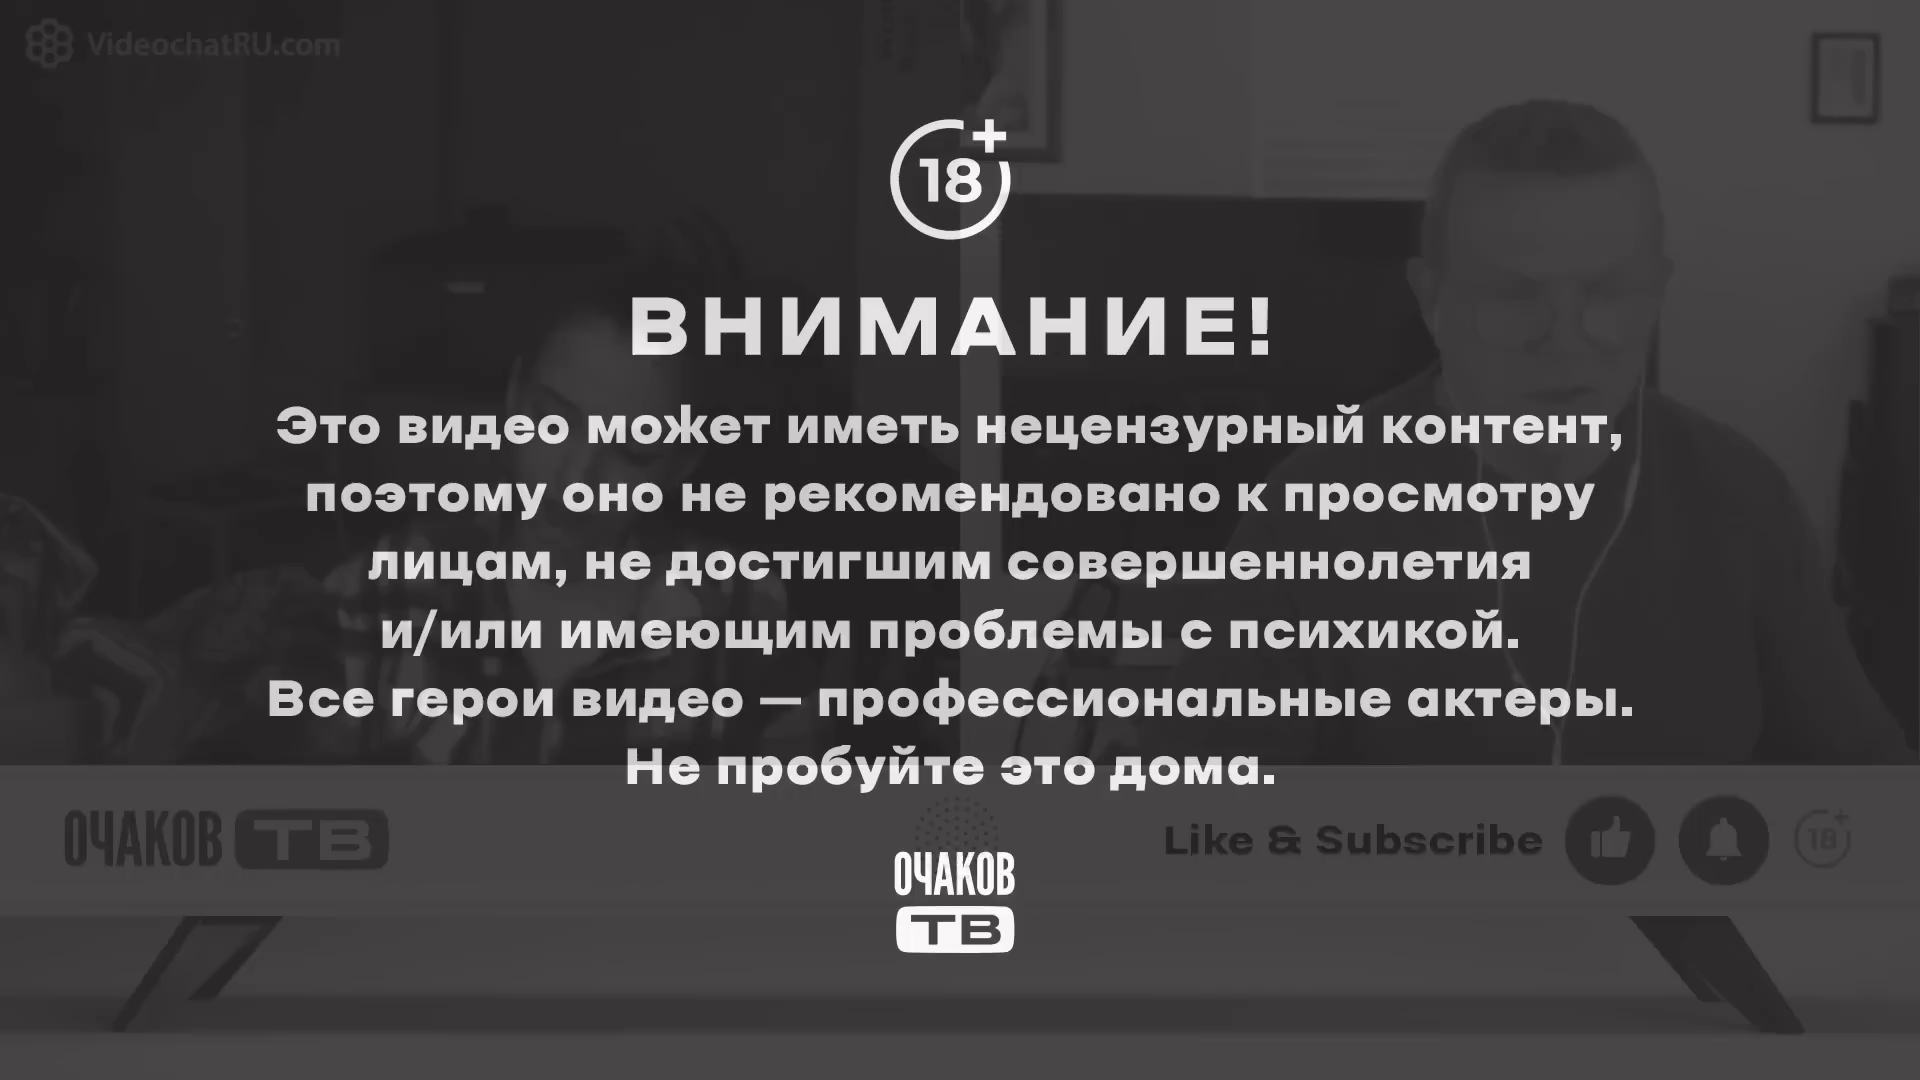 VideochatRU.com
18+
ВНИМАНИЕ!
Это видео может иметь нецензурный контент,
поэтому оно не рекомендовано к просмотру
лицам, не достигшим совершеннолетия
и/или имеющим проблемы с психикой.
Все герои видео — профессиональные актеры.
Не пробуйте это дома.
ОЧАКОВ ТВ
Like & Subscribe
18+
ОЧАКОВ
ТВ